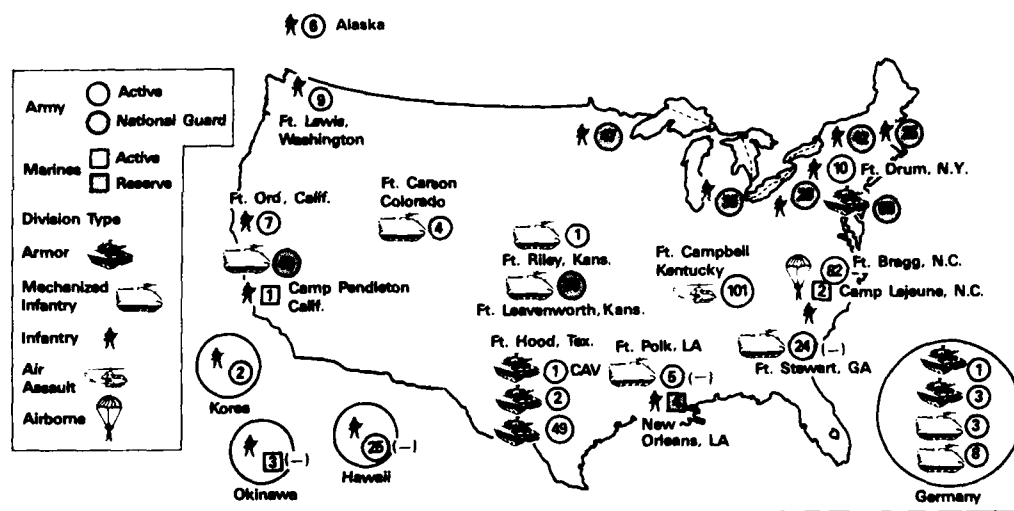 6 Alaska
Army
Active
National Guard
Marines
Active
Reserve
Division Type
Armor
Mechanized
Infantry
Infantry
Air
Assault
Airborne
9
Ft. Lewis,
Washington
47
42
26
10 Ft. Drum, N.Y.
38
28
50
Ft. Ord, Calif.
7
Ft. Carson
Colorado
4
1
Ft. Riley, Kans.
Ft. Leavenworth, Kans.
1 Camp Pendleton
Calif.
Ft. Campbell
Kentucky
101
82 Ft. Bragg, N.C.
2 Camp Lejeune, N.C.
24 (—)
Ft. Stewart, GA
Ft. Hood, Tex.
1 CAV
2
49
Ft. Polk, LA
5 (—)
4
New
Orleans, LA
2
Korea
3 (—)
Okinawa
25 (—)
Hawaii
1
3
3
8
Germany